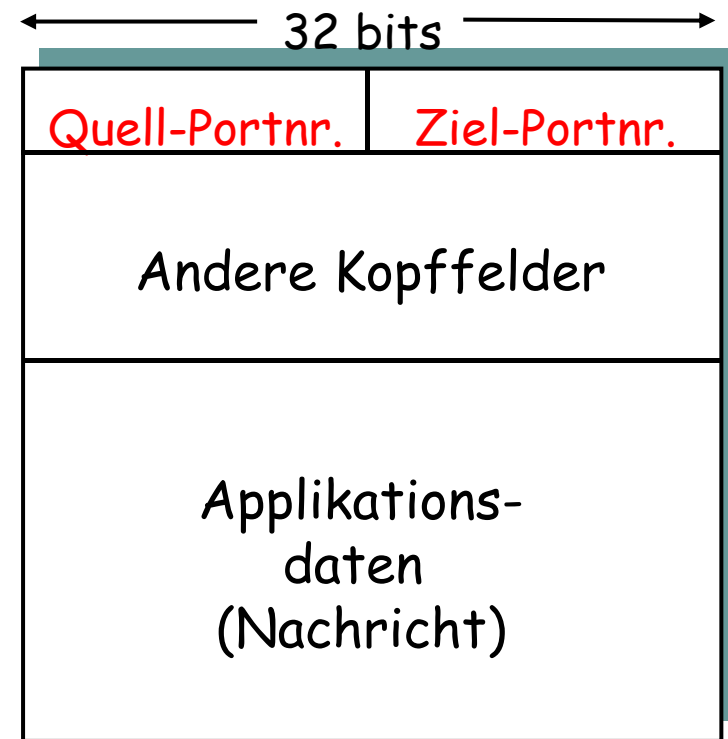 32 bits
Quell-Portnr. Ziel-Portnr.
Andere Kopffelder
Applikations-
daten
(Nachricht)